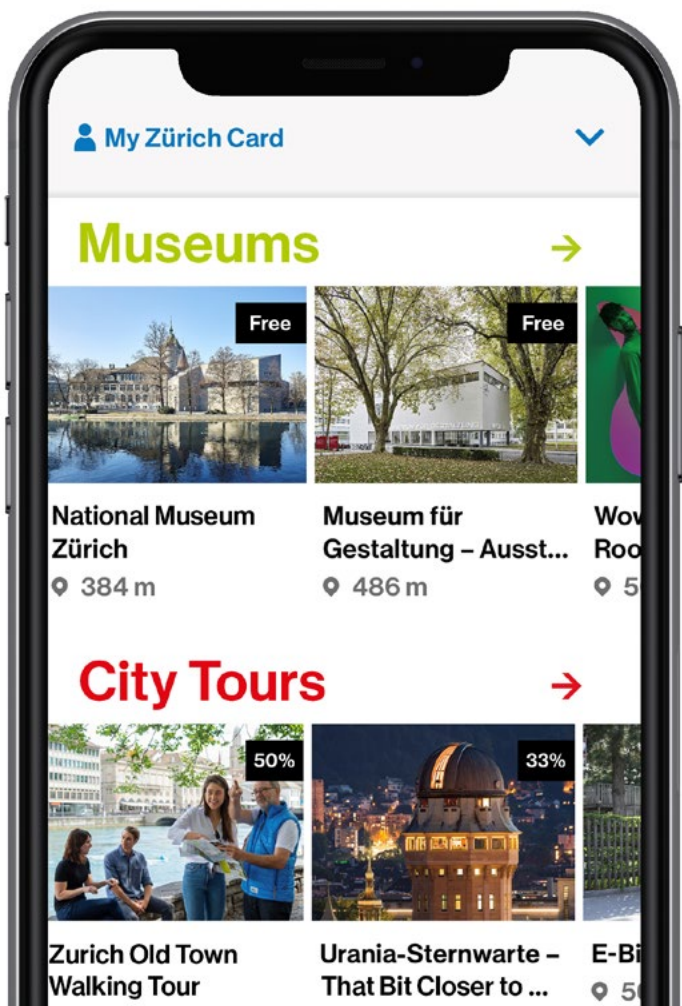 My Zürich Card
Museums
Free
Free
National Museum
Zürich
384 m
Museum für
Gestaltung – Ausst...
486 m
City Tours
50%
33%
Zurich Old Town
Walking Tour
Urania-Sternwarte –
That Bit Closer to ...